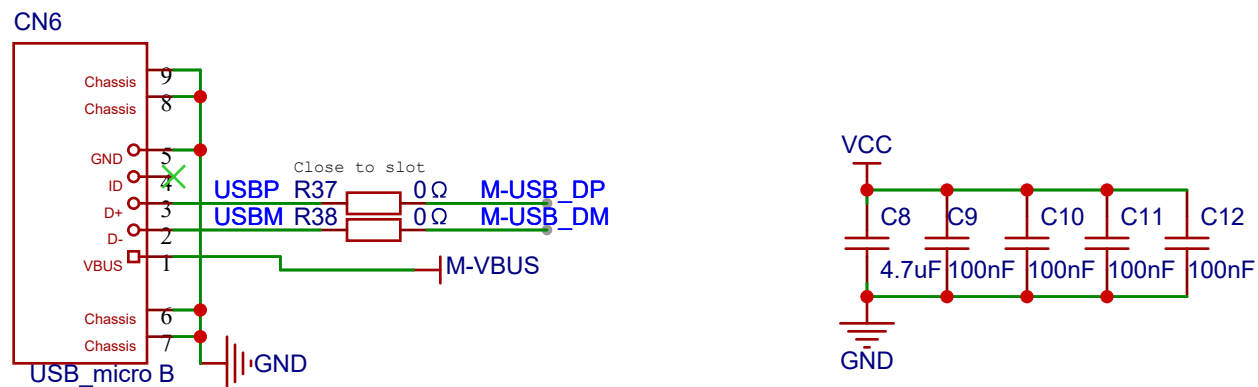 CN6
Chassis 9
Chassis 8
GND 5
ID 4
D+ 3
D- 2
VBUS 1
Chassis 6
Chassis 7
USB_micro B
GND
Close to slot
USBP R37 0Ω M-USB_DP
USBM R38 0Ω M-USB_DM
M-VBUS
VCC
C8 C9 C10 C11 C12
4.7uF 100nF 100nF 100nF 100nF
GND